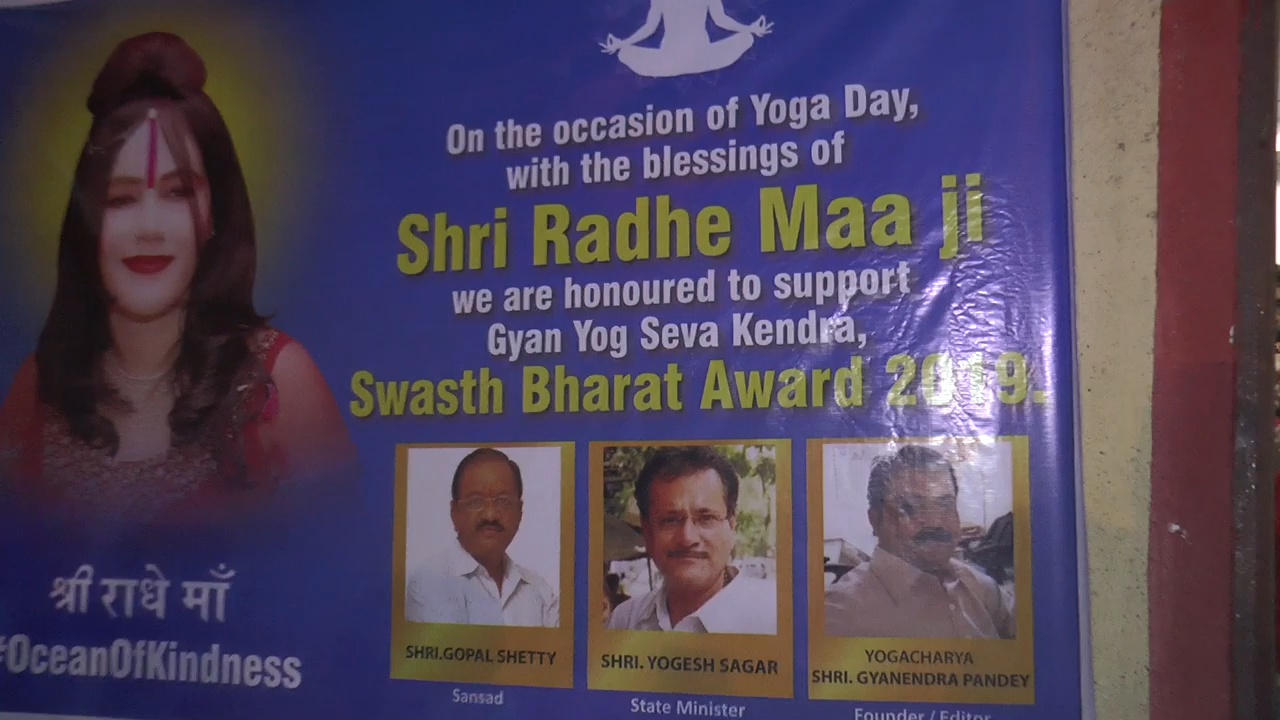 On the occasion of Yoga Day,
with the blessings of
Shri Radhe Maa ji
we are honoured to support
Gyan Yog Seva Kendra,
Swasth Bharat Award 2019.
श्री राधे माँ
#OceanOfKindness
SHRI.GOPAL SHETTY
Sansad
SHRI. YOGESH SAGAR
State Minister
YOGACHARYA
SHRI. GYANENDRA PANDEY
Founder / Editor